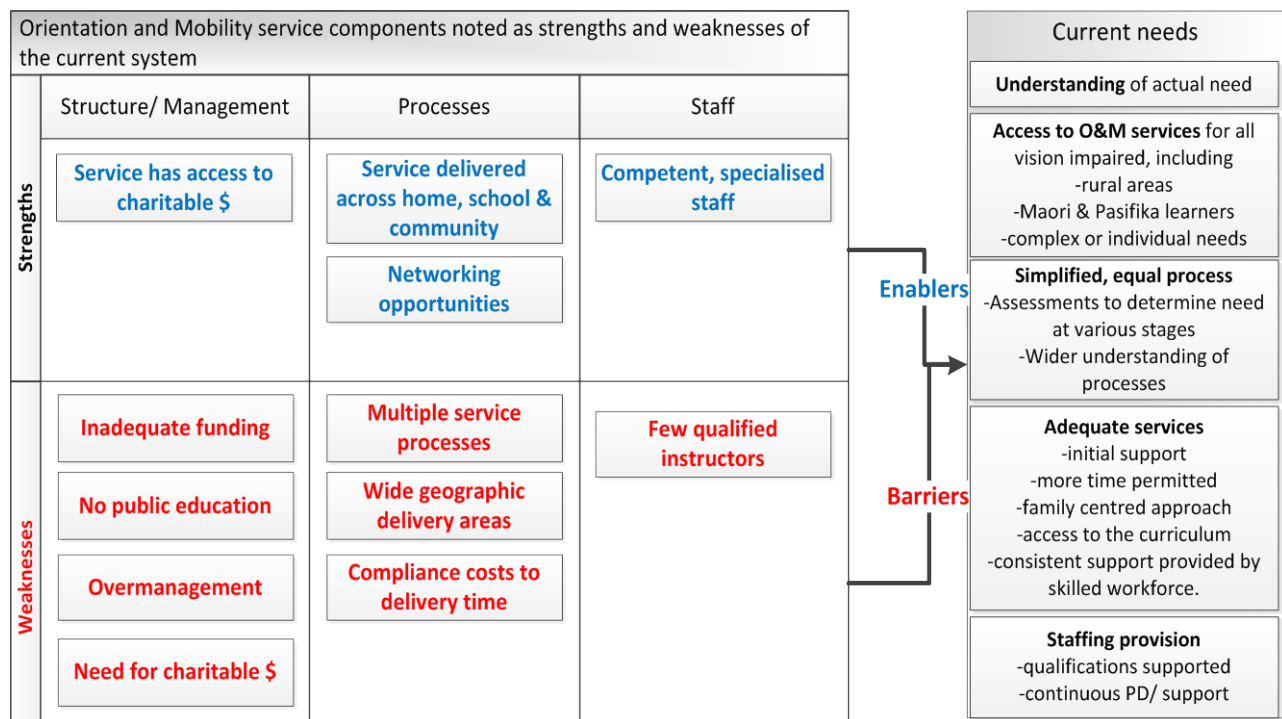 Orientation and Mobility service components noted as strengths and weaknesses of
the current system
Structure/ Management
Processes
Staff
Strengths
Service has access to
charitable $
Service delivered
across home, school &
community
Networking
opportunities
Competent, specialised
staff
Weaknesses
Inadequate funding
No public education
Overmanagement
Need for charitable $
Multiple service
processes
Wide geographic
delivery areas
Compliance costs to
delivery time
Few qualified
instructors
Enablers
Barriers
Current needs
Understanding of actual need
Access to O&M services for all
vision impaired, including
-rural areas
-Maori & Pasifika learners
-complex or individual needs
Simplified, equal process
-Assessments to determine need
at various stages
-Wider understanding of
processes
Adequate services
-initial support
-more time permitted
-family centred approach
-access to the curriculum
-consistent support provided by
skilled workforce.
Staffing provision
-qualifications supported
-continuous PD/ support